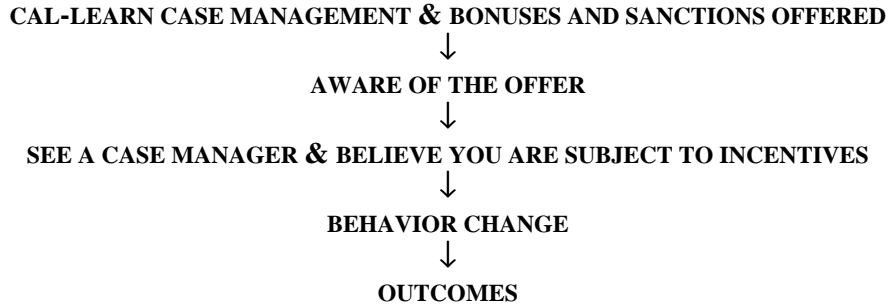 CAL-LEARN CASE MANAGEMENT & BONUSES AND SANCTIONS OFFERED
↓
AWARE OF THE OFFER
↓
SEE A CASE MANAGER & BELIEVE YOU ARE SUBJECT TO INCENTIVES
↓
BEHAVIOR CHANGE
↓
OUTCOMES